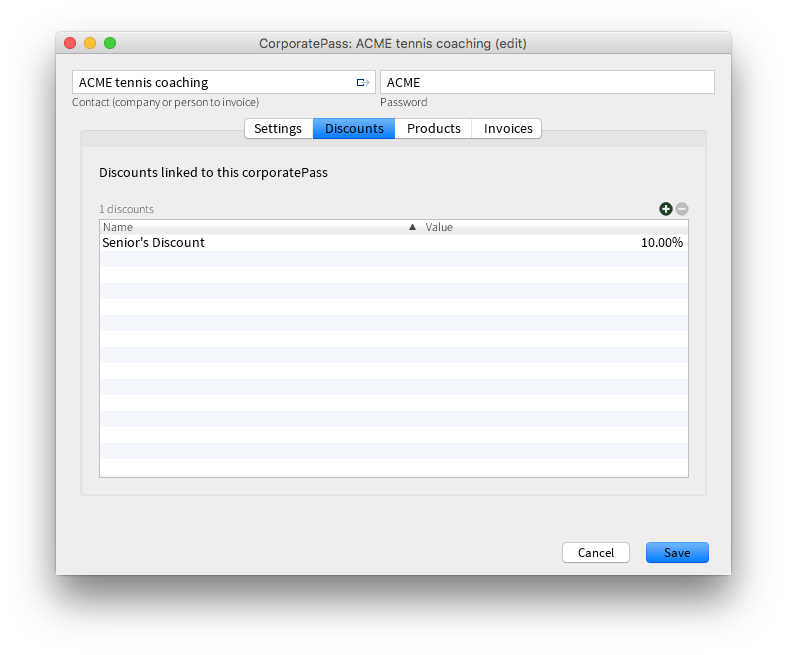 CorporatePass: ACME tennis coaching (edit)
ACME tennis coaching ACME
Contact (company or person to invoice) Password
Settings Discounts Products Invoices
Discounts linked to this corporatePass
1 discounts
Name Value
Senior's Discount 10.00%
Cancel Save